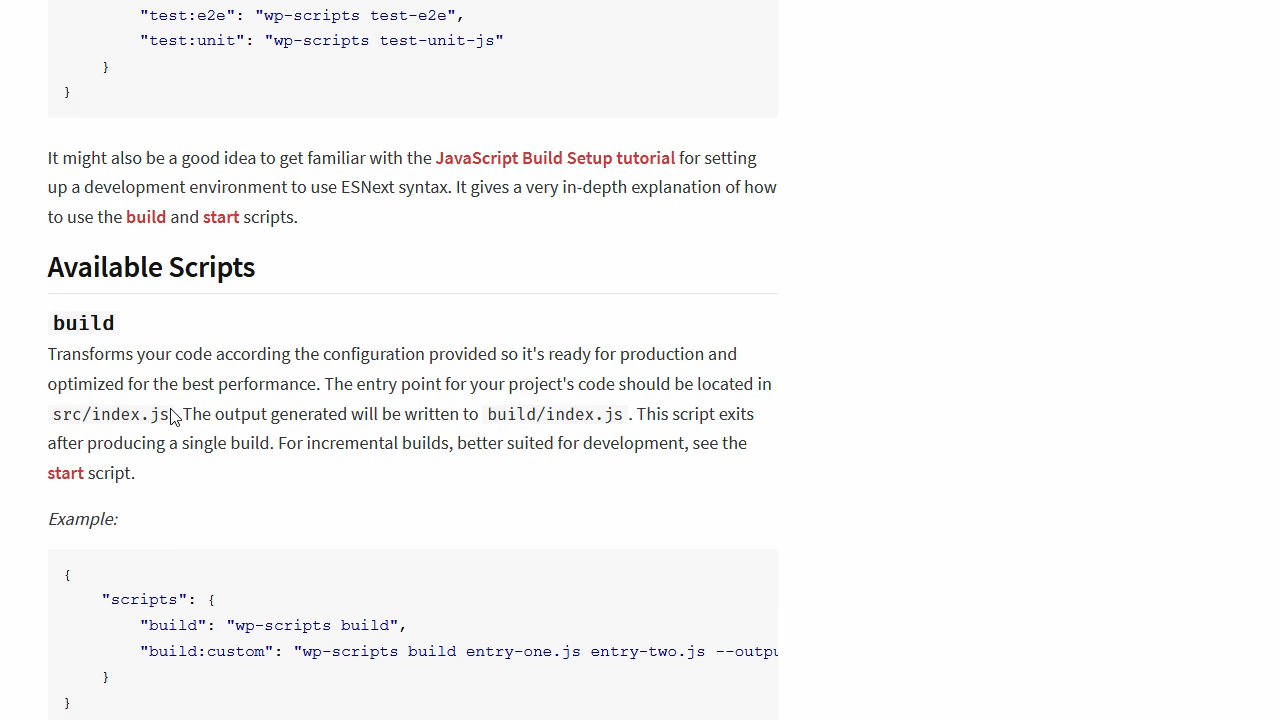 "test:e2e": "wp-scripts test-e2e",
"test:unit": "wp-scripts test-unit-js"
}
}
It might also be a good idea to get familiar with the JavaScript Build Setup tutorial for setting
up a development environment to use ESNext syntax. It gives a very in-depth explanation of how
to use the build and start scripts.
Available Scripts
build
Transforms your code according the configuration provided so it's ready for production and
optimized for the best performance. The entry point for your project's code should be located in
src/index.js. The output generated will be written to build/index.js. This script exits
after producing a single build. For incremental builds, better suited for development, see the
start script.
Example:
{
"scripts": {
"build": "wp-scripts build",
"build:custom": "wp-scripts build entry-one.js entry-two.js --outpu
}
}